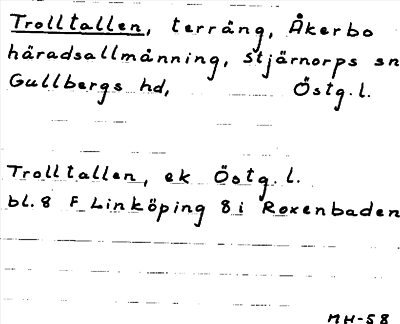 Trolltallen, terräng, Åkerbo
häradsallmänning, Stjärnorps sn
Gullbergs hd, Östg.l.
Trolltallen, ek Östg.l.
bl. 8 F Linköping 8 i Roxenbaden
MH-58